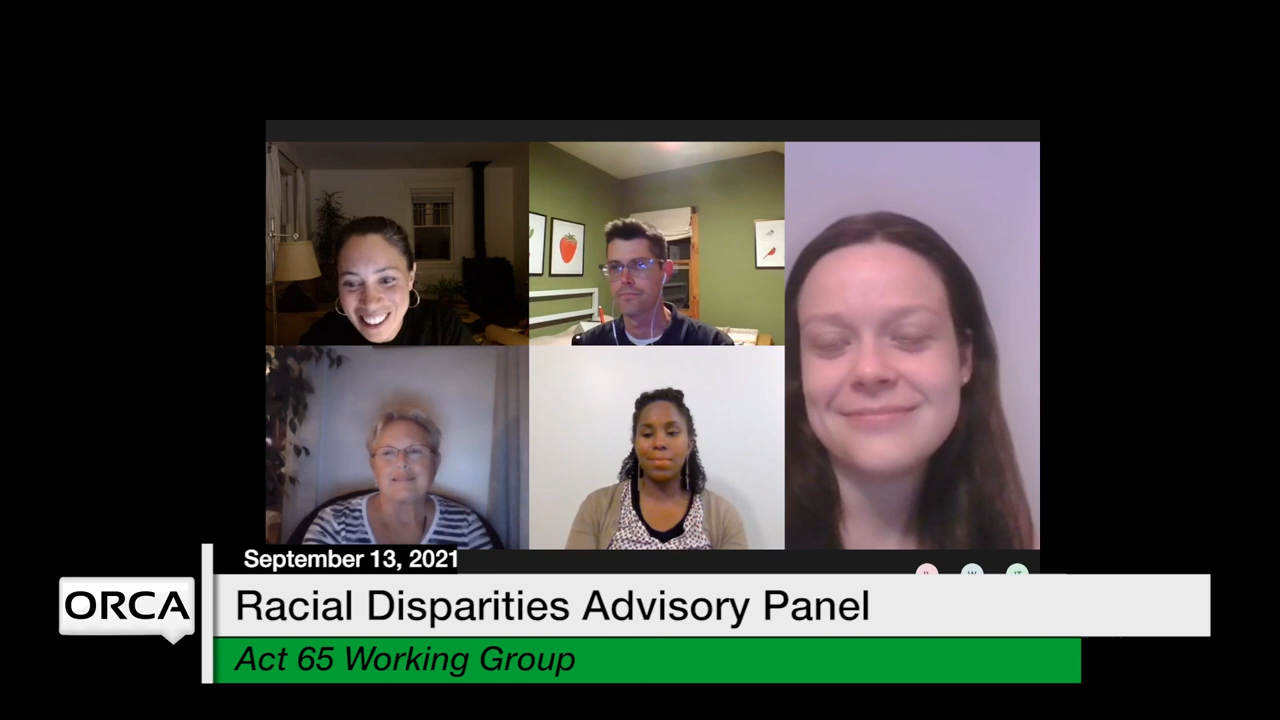 September 13, 2021
ORCA
Racial Disparities Advisory Panel
Act 65 Working Group